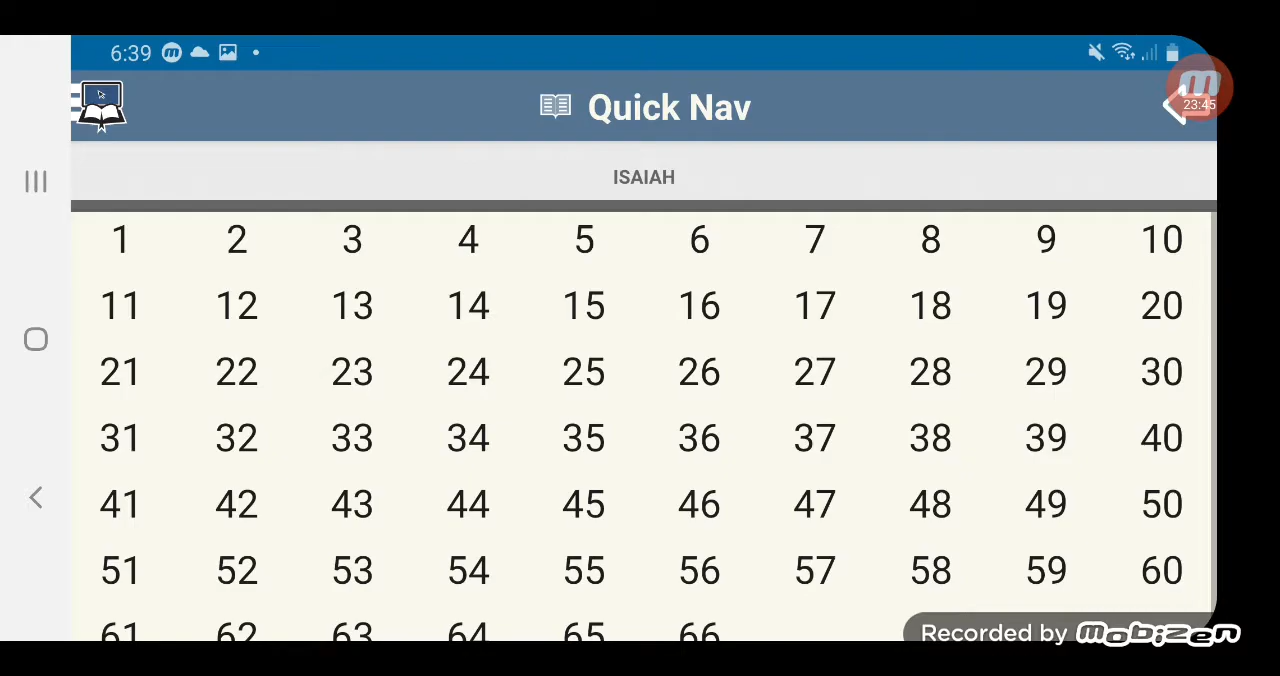 6:39
Quick Nav
23:45
ISAIAH
1 2 3 4 5 6 7 8 9 10
11 12 13 14 15 16 17 18 19 20
21 22 23 24 25 26 27 28 29 30
31 32 33 34 35 36 37 38 39 40
41 42 43 44 45 46 47 48 49 50
51 52 53 54 55 56 57 58 59 60
61 62 63 64 65 66
Recorded by mobizen